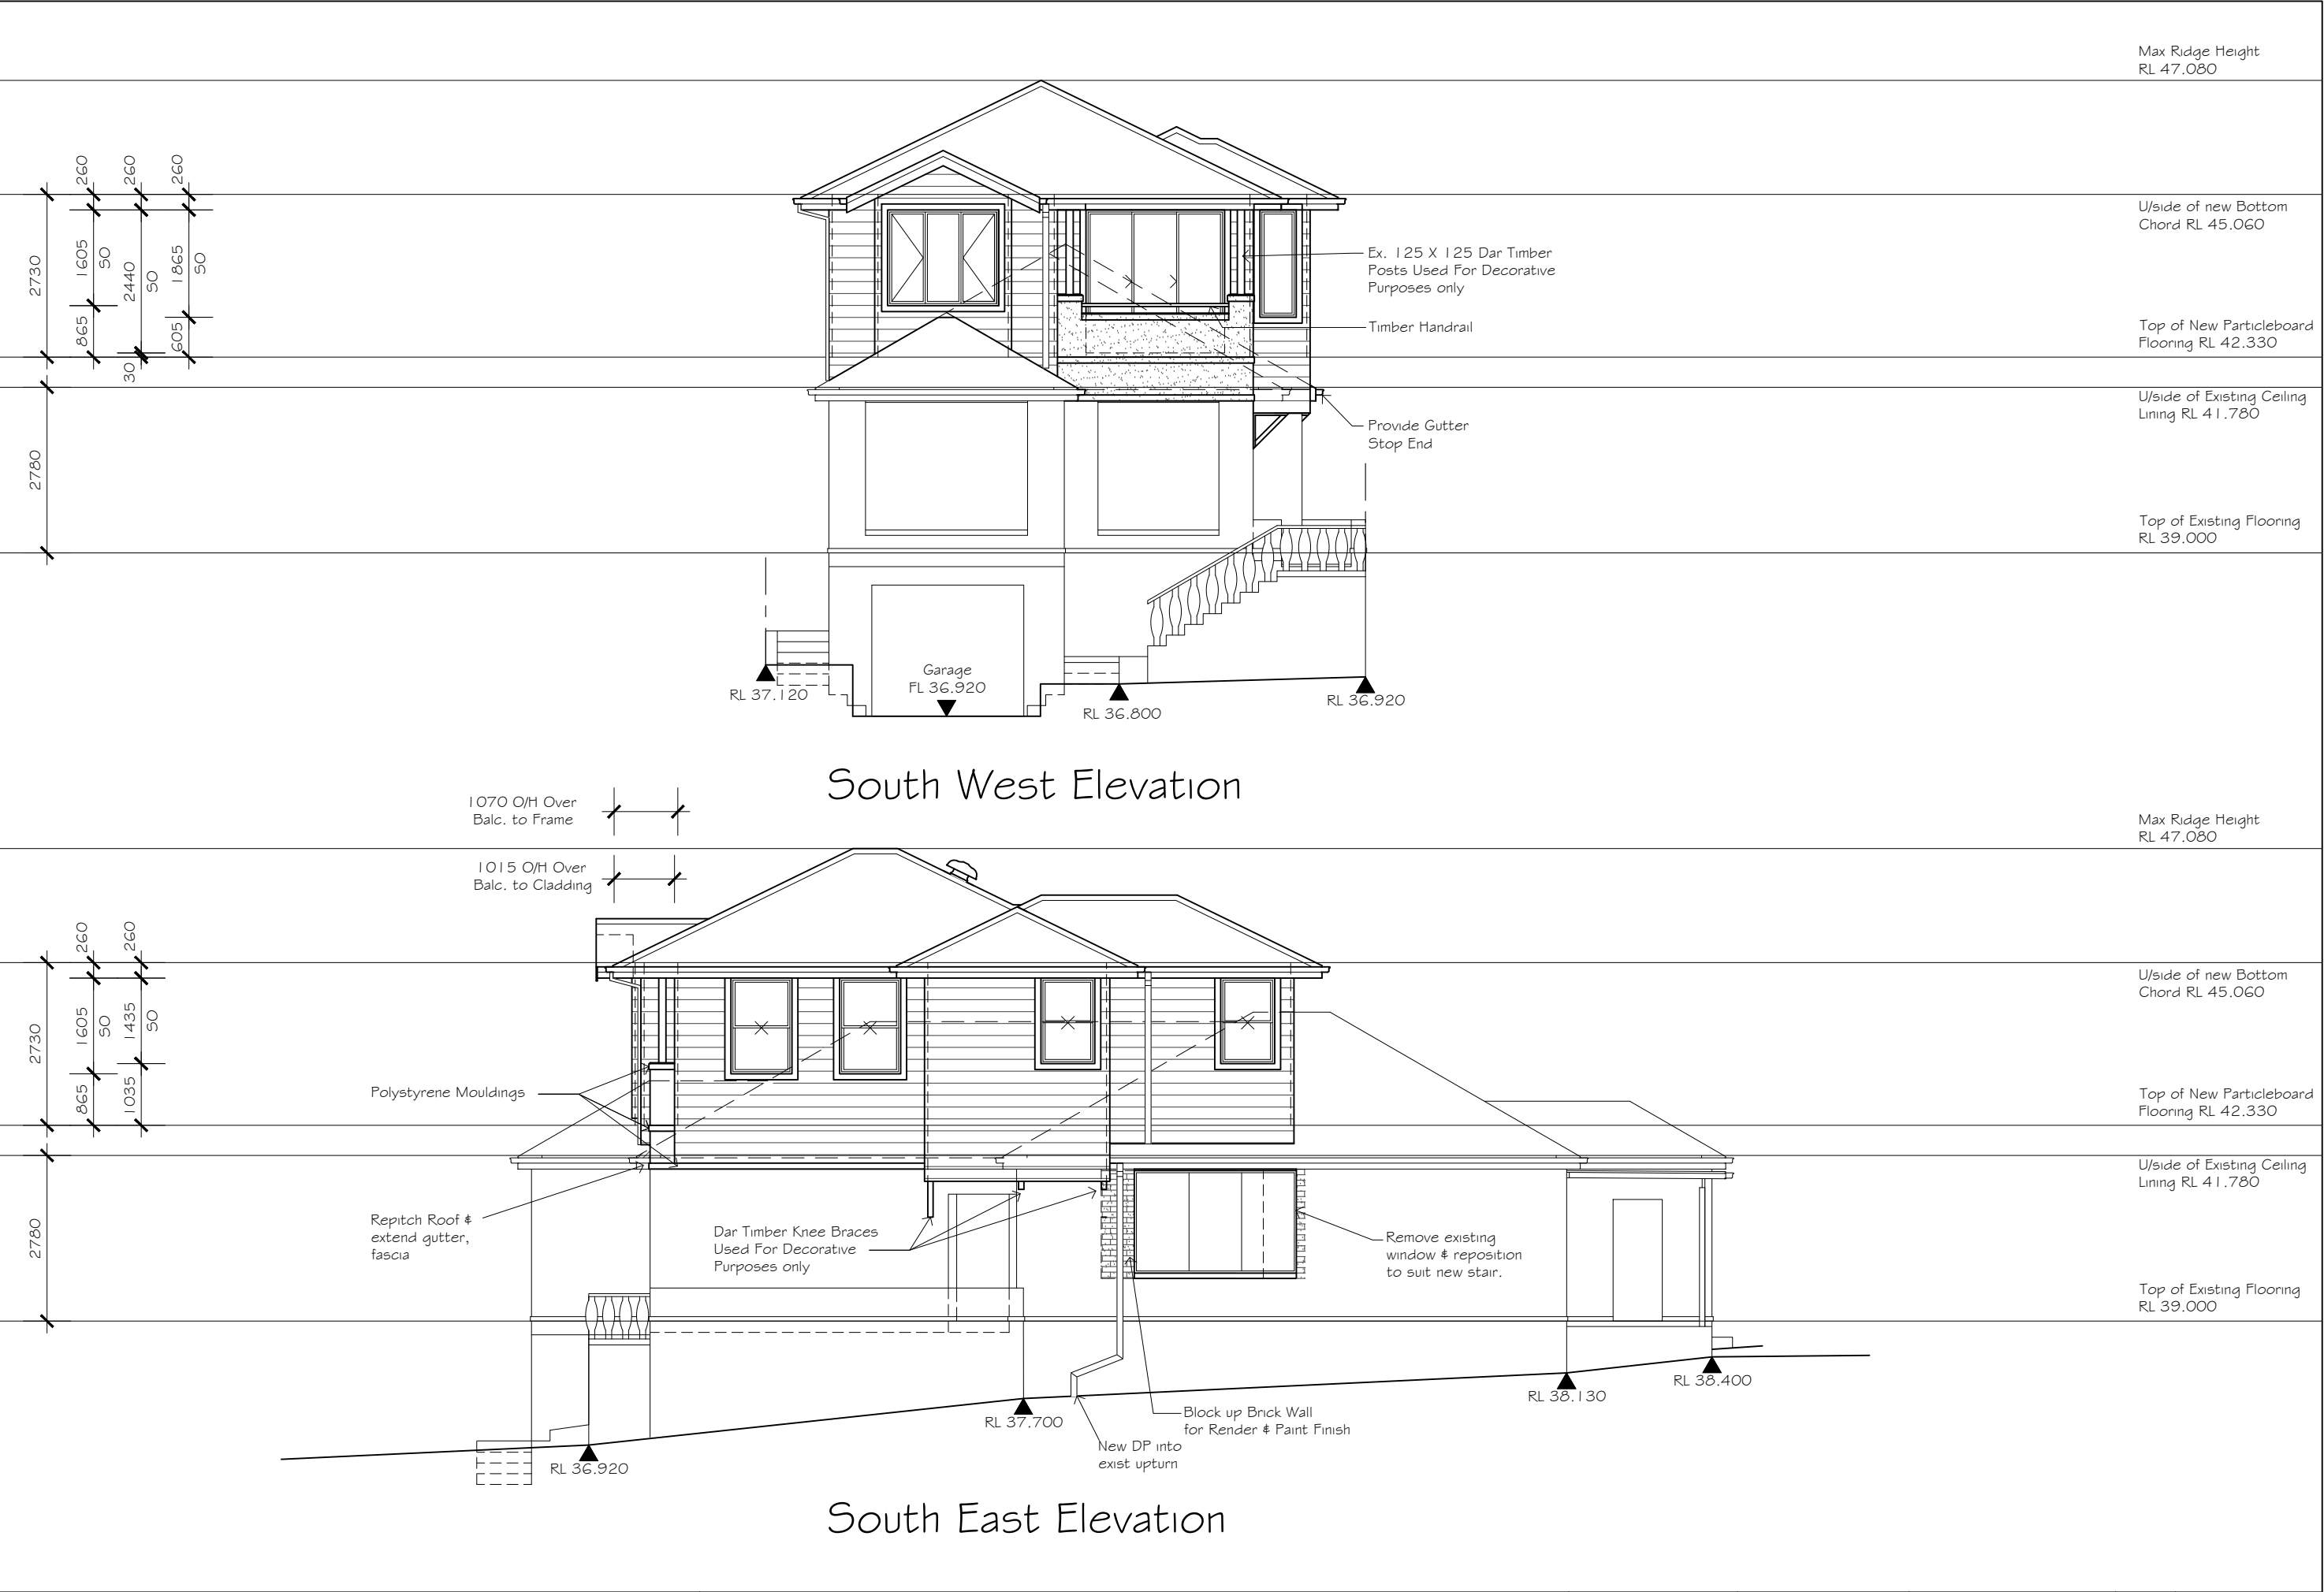 Max Ridge Height
RL 47.080
260
260
260
2730
1605
SO
865
2440
SO
30
1865
SO
605
U/side of new Bottom
Chord RL 45.060
Ex. 125 X 125 Dar Timber
Posts Used For Decorative
Purposes only
Timber Handrail
Top of New Particleboard
Flooring RL 42.330
U/side of Existing Ceiling
Lining RL 41.780
Provide Gutter
Stop End
2780
Top of Existing Flooring
RL 39.000
Garage
FL 36.920
RL 37.120
RL 36.800
RL 36.920
South West Elevation
1070 O/H Over
Balc. to Frame
Max Ridge Height
RL 47.080
1015 O/H Over
Balc. to Cladding
260
260
2730
1605
SO
865
1435
SO
1035
U/side of new Bottom
Chord RL 45.060
Polystyrene Mouldings
Top of New Particleboard
Flooring RL 42.330
U/side of Existing Ceiling
Lining RL 41.780
2780
Repitch Roof &
extend gutter,
fascia
Dar Timber Knee Braces
Used For Decorative
Purposes only
Remove existing
window & reposition
to suit new stair.
Top of Existing Flooring
RL 39.000
RL 38.400
RL 38.130
RL 37.700
Block up Brick Wall
for Render & Paint Finish
New DP into
exist upturn
RL 36.920
South East Elevation